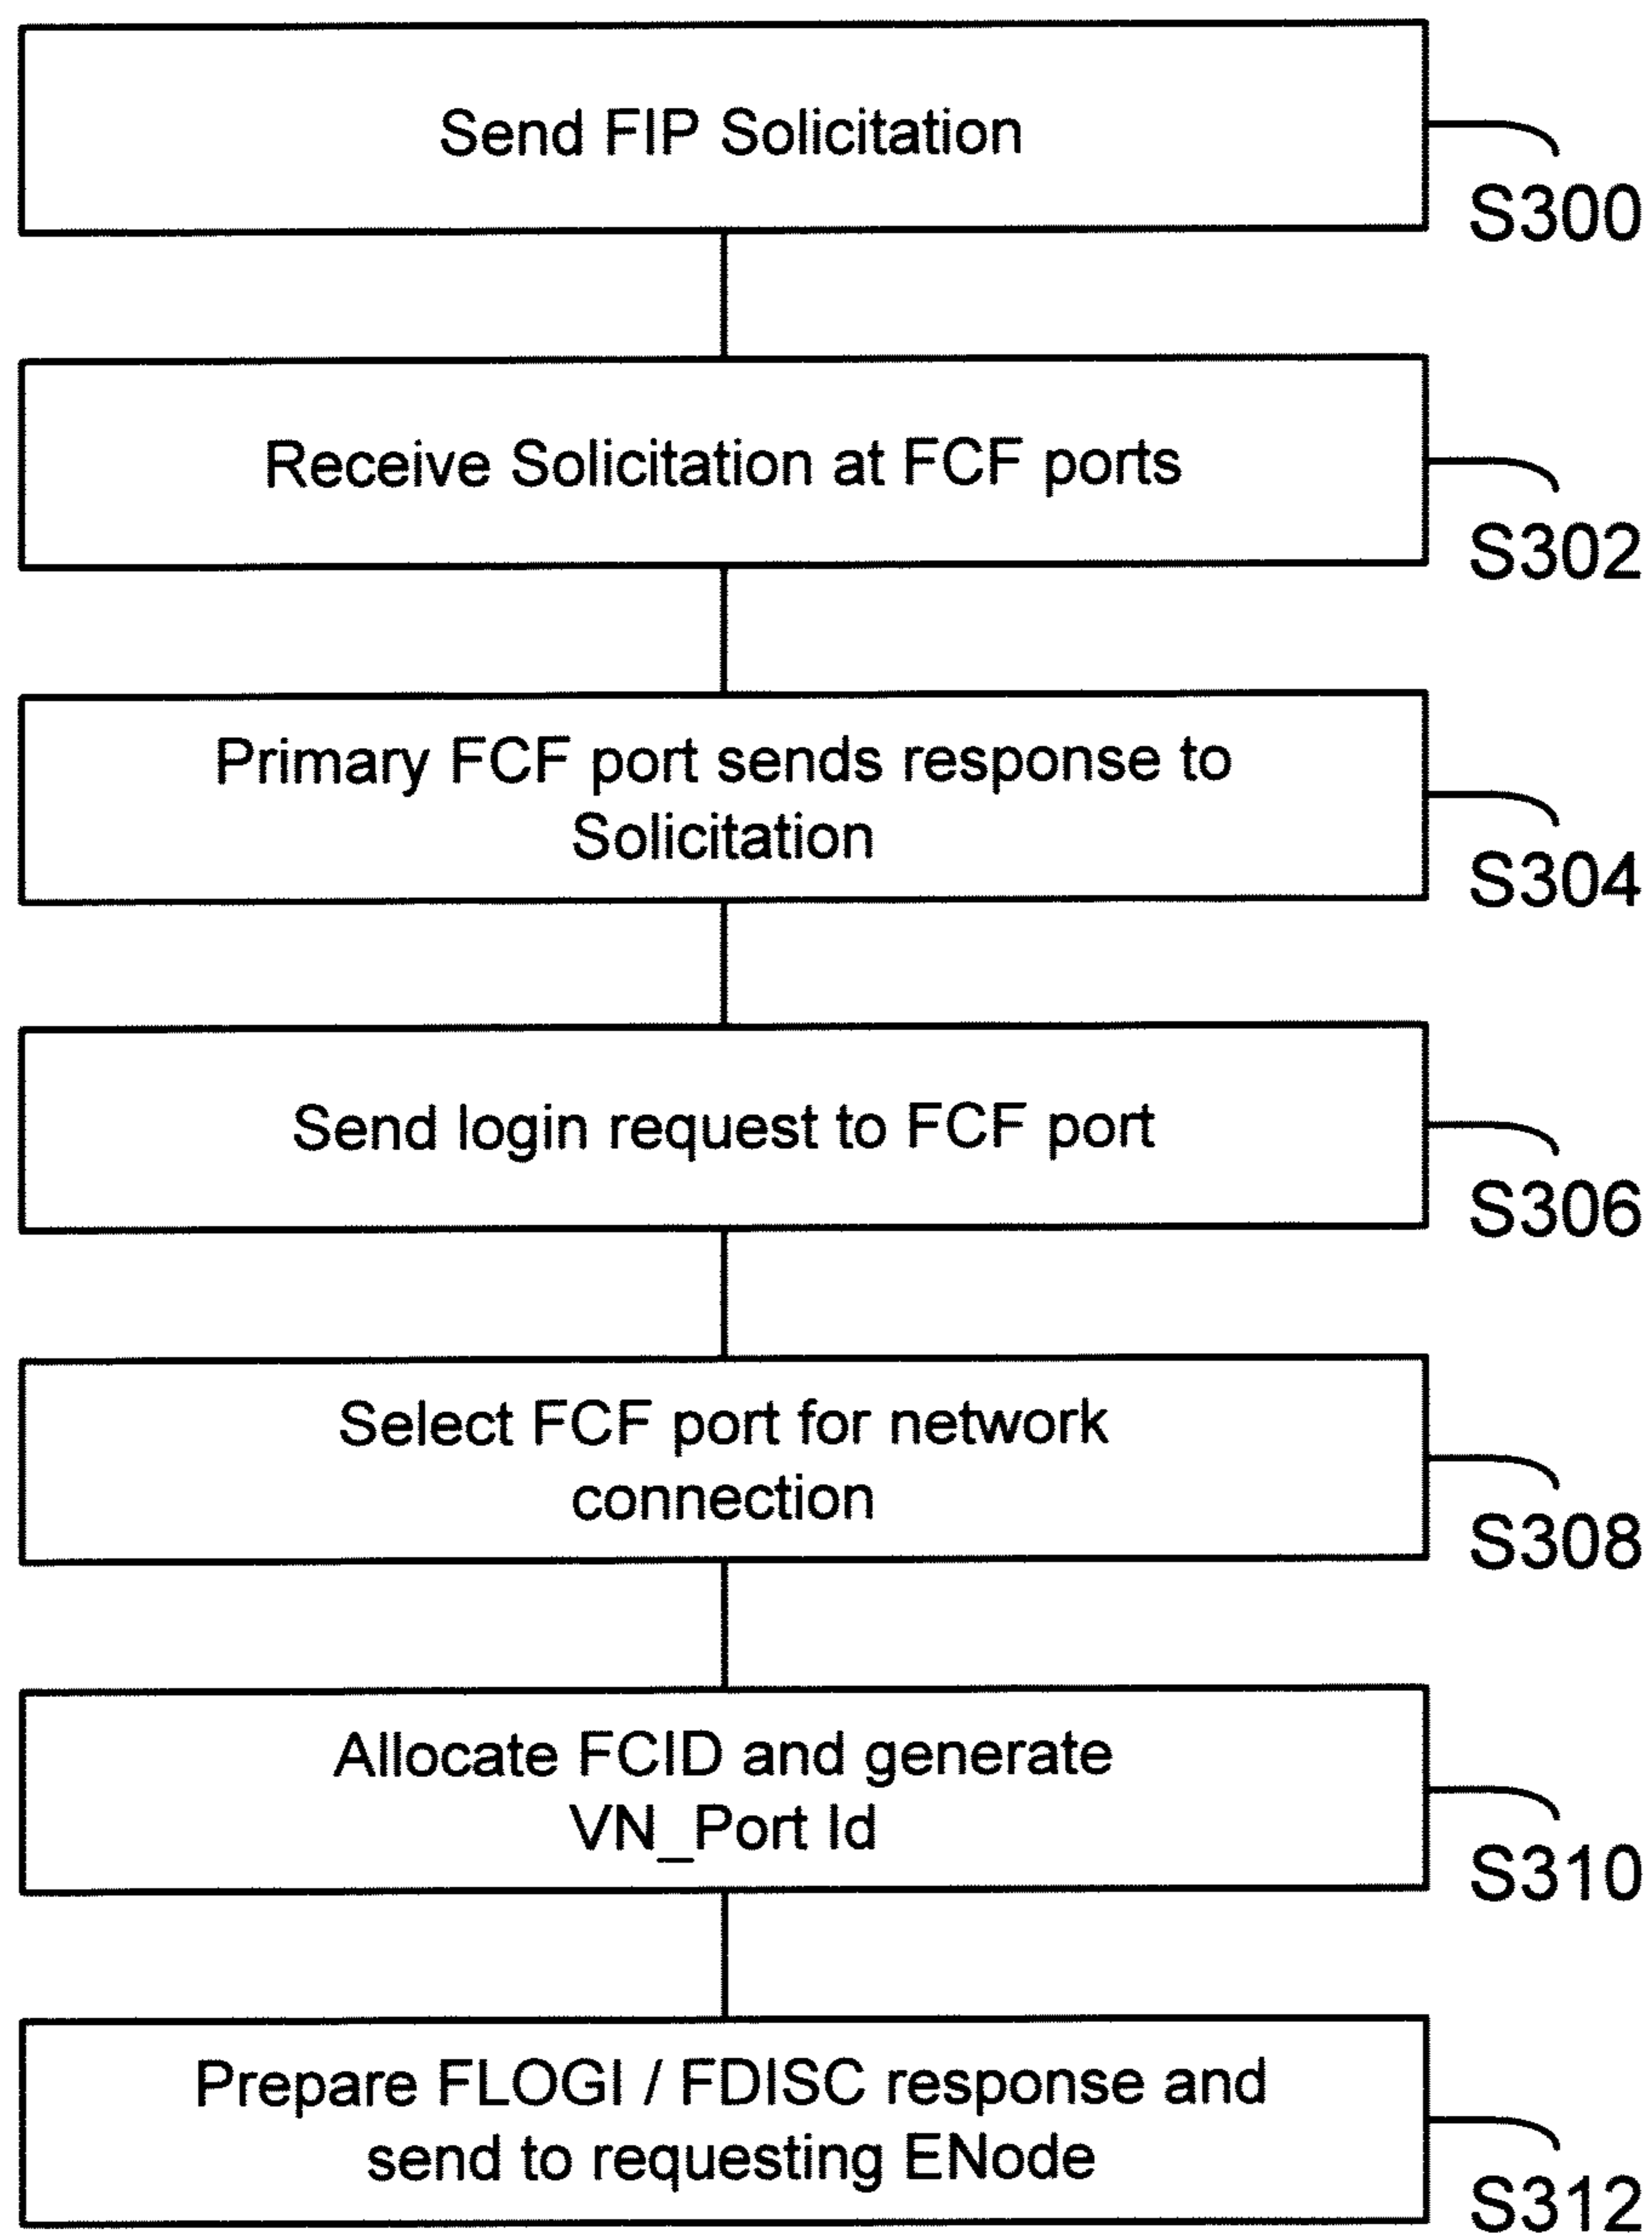 Send FIP Solicitation
S300
Receive Solicitation at FCF ports
S302
Primary FCF port sends response to
Solicitation
S304
Send login request to FCF port
S306
Select FCF port for network
connection
S308
Allocate FCID and generate
VN_Port Id
S310
Prepare FLOGI / FDISC response and
send to requesting ENode
S312